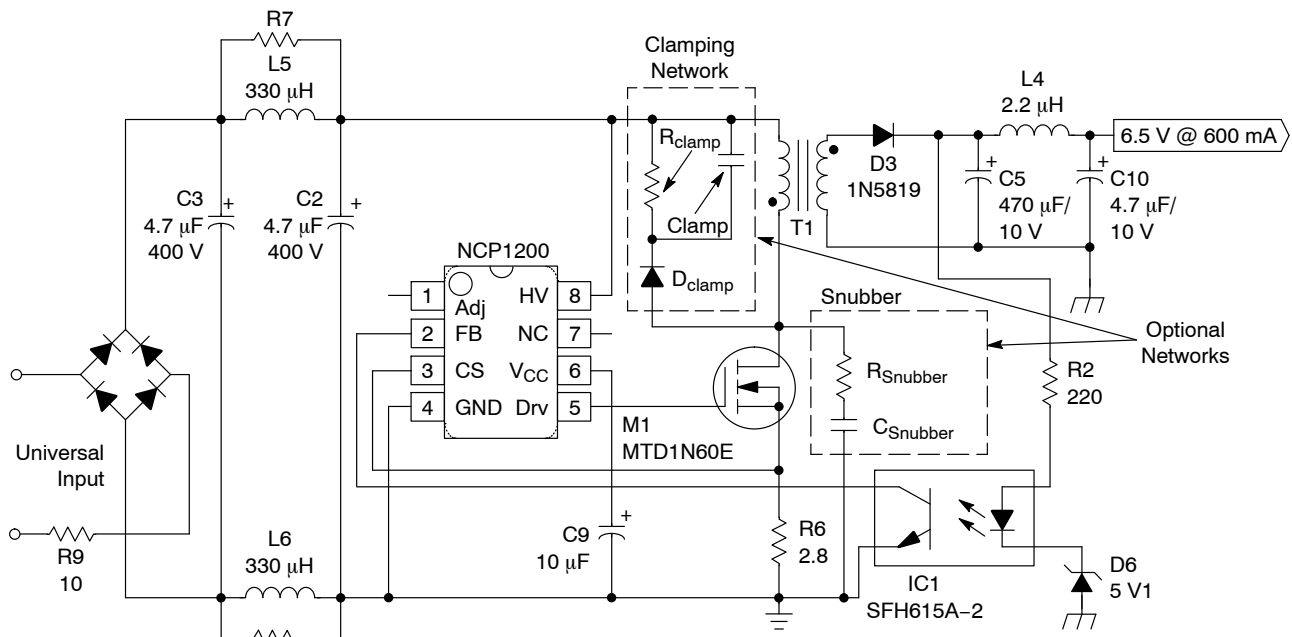 R7
L5
330 μH
C3
4.7 μF
400 V
+
C2
4.7 μF
400 V
+
Clamping
Network
Rclamp
Clamp
Dclamp
T1
D3
1N5819
L4
2.2 μH
6.5 V @ 600 mA
+
C5
470 μF/
10 V
+
C10
4.7 μF/
10 V
NCP1200
1
Adj
HV
8
2
FB
NC
7
3
CS
VCC
6
4
GND
Drv
5
Snubber
RSnubber
CSnubber
Optional
Networks
R2
220
M1
MTD1N60E
Universal
Input
R9
10
L6
330 μH
C9
10 μF
+
R6
2.8
IC1
SFH615A−2
D6
5 V1